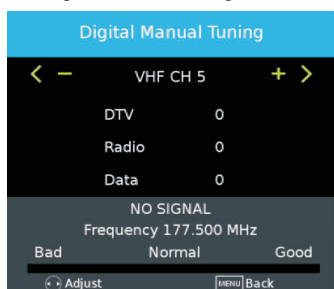 Digital Manual Tuning
< − VHF CH 5 + >
DTV 0
Radio 0
Data 0
NO SIGNAL
Frequency 177.500 MHz
Bad Normal Good
Adjust MENU Back